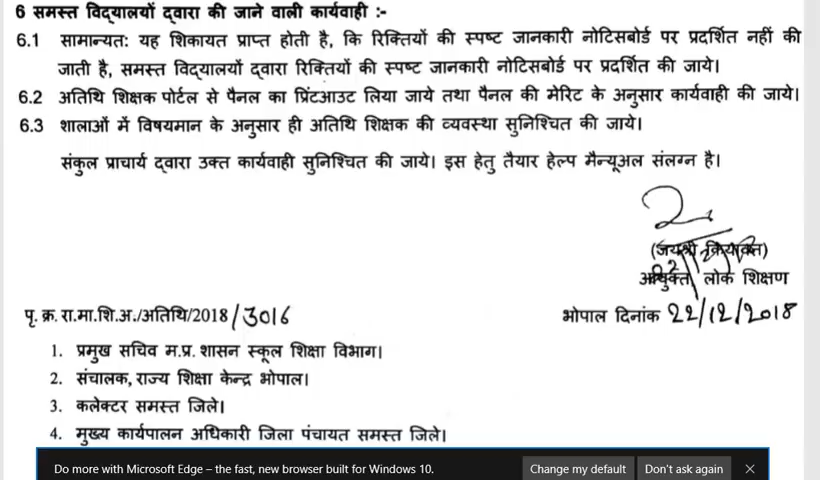 6 समस्त विद्यालयों द्वारा की जाने वाली कार्यवाही :-
6.1 सामान्यतः यह शिकायत प्राप्त होती है, कि रिक्तियों की स्पष्ट जानकारी नोटिसबोर्ड पर प्रदर्शित नहीं की
जाती है, समस्त विद्यालयों द्वारा रिक्तियों की स्पष्ट जानकारी नोटिसबोर्ड पर प्रदर्शित की जाये।
6.2 अतिथि शिक्षक पोर्टल से पैनल का प्रिंटआउट लिया जाये तथा पैनल की मेरिट के अनुसार कार्यवाही की जाये।
6.3 शालाओं में विषयमान के अनुसार ही अतिथि शिक्षक की व्यवस्था सुनिश्चित की जाये।
संकुल प्राचार्य द्वारा उक्त कार्यवाही सुनिश्चित की जाये। इस हेतु तैयार हेल्प मैन्यूअल संलग्न है।
(जयश्री कियावत)
आयुक्त लोक शिक्षण
पृ. क्र. रा.मा.शि.अ./अतिथि/2018/3016 भोपाल दिनांक 22/12/2018
1. प्रमुख सचिव म.प्र. शासन स्कूल शिक्षा विभाग।
2. संचालक, राज्य शिक्षा केन्द्र भोपाल।
3. कलेक्टर समस्त जिले।
4. मुख्य कार्यपालन अधिकारी जिला पंचायत समस्त जिले।
Do more with Microsoft Edge – the fast, new browser built for Windows 10. Change my default Don't ask again